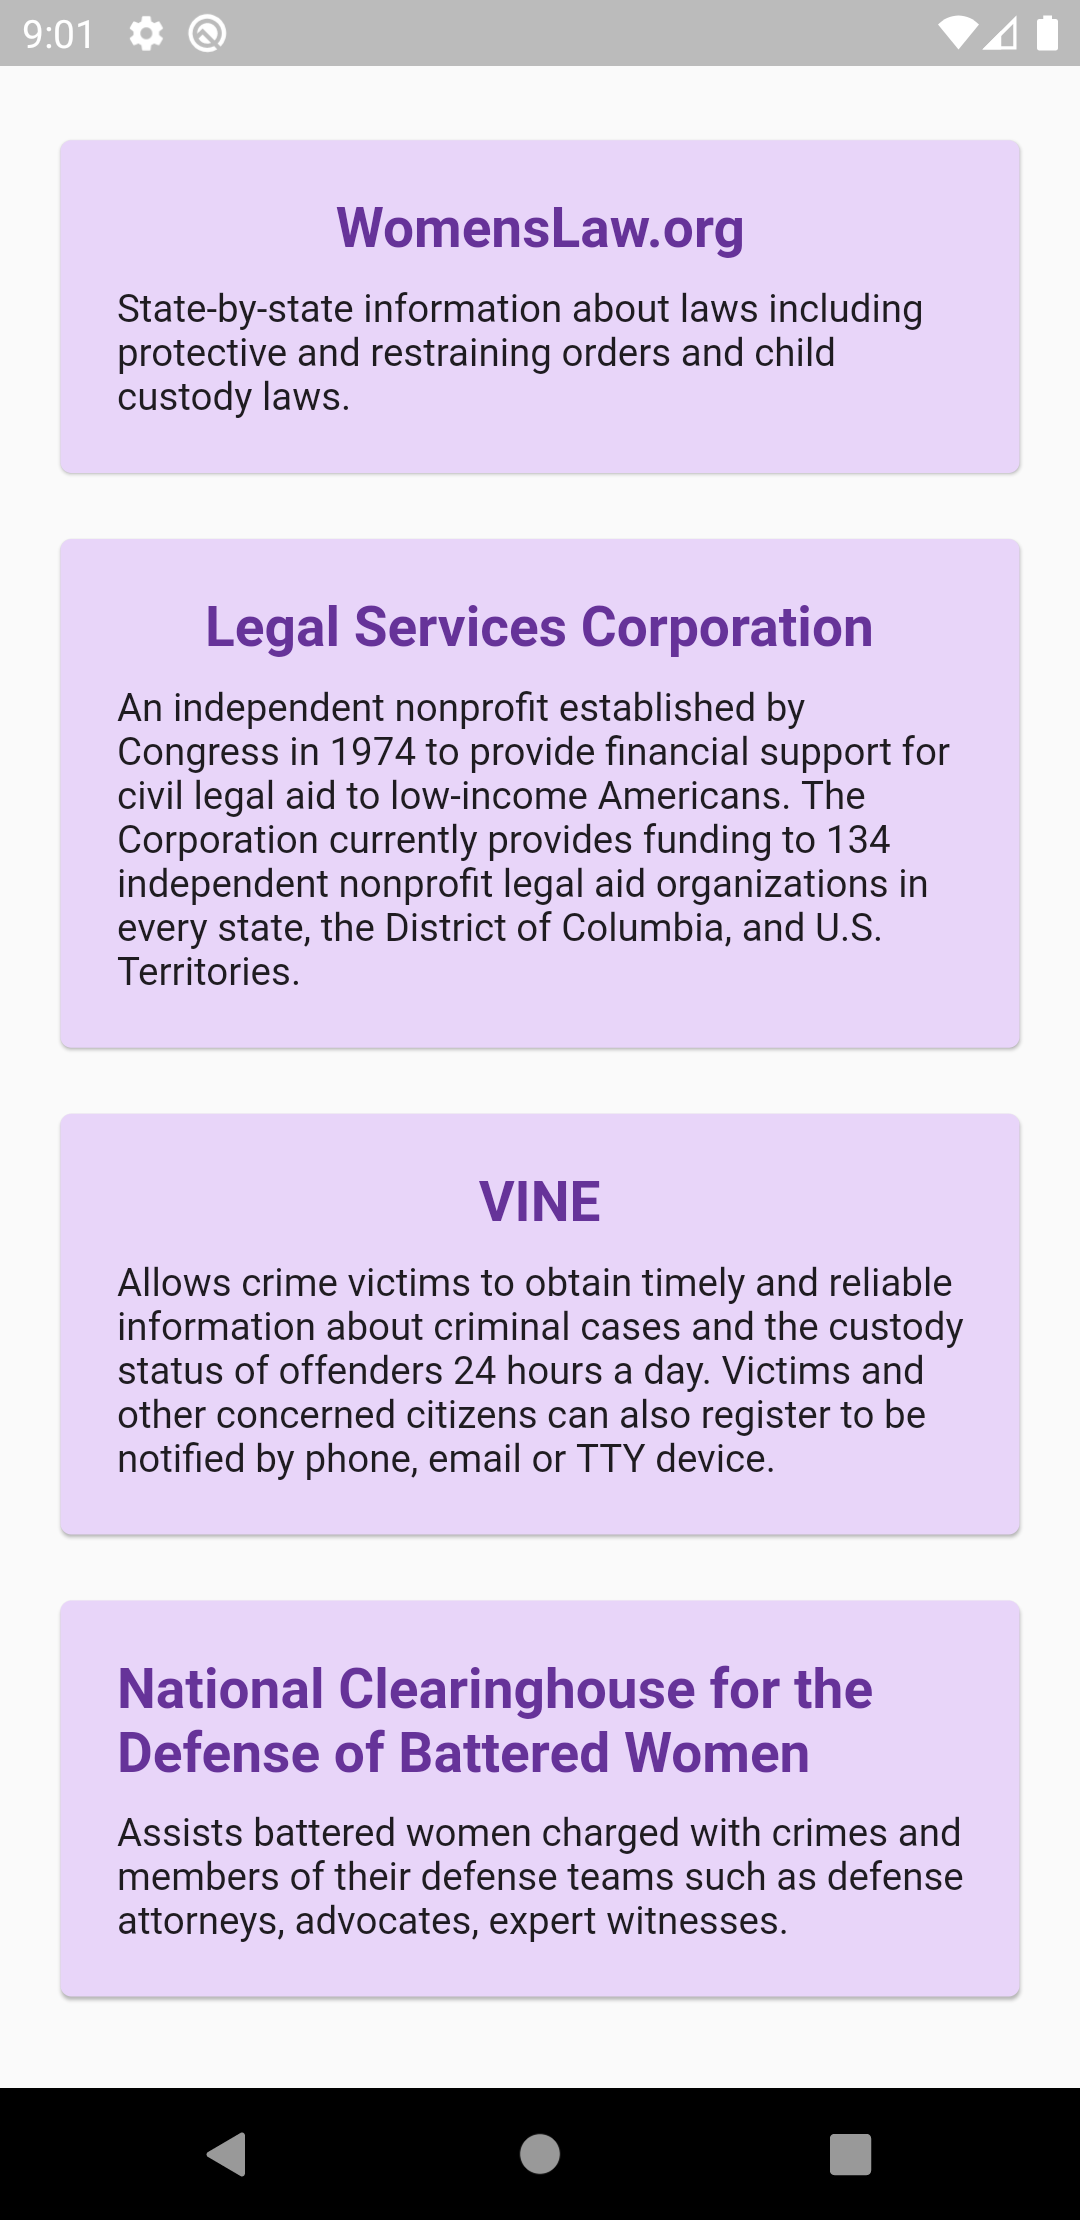 9:01
WomensLaw.org
State-by-state information about laws including
protective and restraining orders and child
custody laws.
Legal Services Corporation
An independent nonprofit established by
Congress in 1974 to provide financial support for
civil legal aid to low-income Americans. The
Corporation currently provides funding to 134
independent nonprofit legal aid organizations in
every state, the District of Columbia, and U.S.
Territories.
VINE
Allows crime victims to obtain timely and reliable
information about criminal cases and the custody
status of offenders 24 hours a day. Victims and
other concerned citizens can also register to be
notified by phone, email or TTY device.
National Clearinghouse for the
Defense of Battered Women
Assists battered women charged with crimes and
members of their defense teams such as defense
attorneys, advocates, expert witnesses.